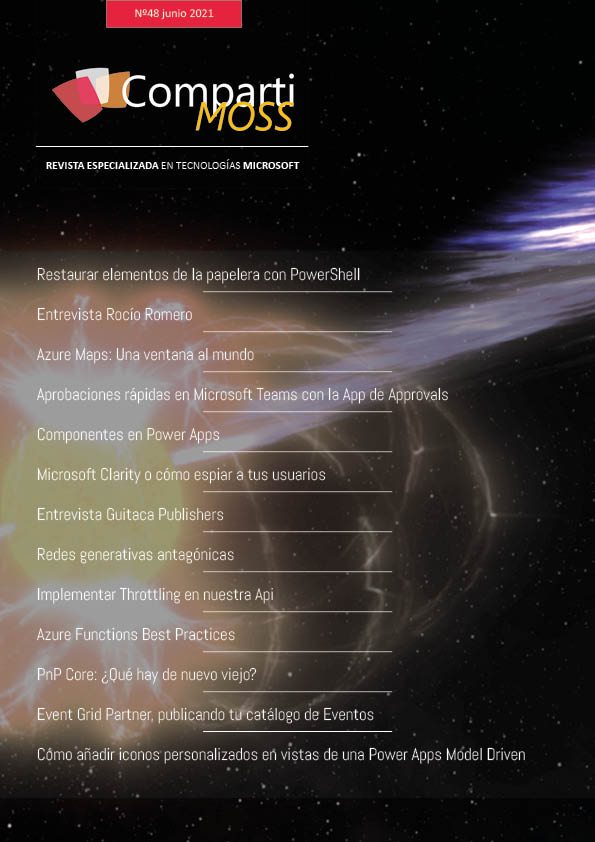 Nº48 junio 2021
Comparti
MOSS
REVISTA ESPECIALIZADA EN TECNOLOGÍAS MICROSOFT
Restaurar elementos de la papelera con PowerShell
Entrevista Rocío Romero
Azure Maps: Una ventana al mundo
Aprobaciones rápidas en Microsoft Teams con la App de Approvals
Componentes en Power Apps
Microsoft Clarity o cómo espiar a tus usuarios
Entrevista Guitaca Publishers
Redes generativas antagónicas
Implementar Throttling en nuestra Api
Azure Functions Best Practices
PnP Core: ¿Qué hay de nuevo viejo?
Event Grid Partner, publicando tu catálogo de Eventos
Cómo añadir iconos personalizados en vistas de una Power Apps Model Driven